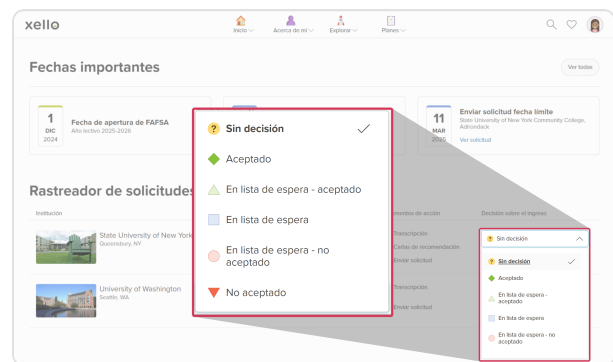 xello
Inicio
Acerca de mí
Explorar
Planes
Fechas importantes
Ver todas
1
DIC
2024
Fecha de apertura de FAFSA
Año lectivo 2025-2026
11
MAR
2025
Enviar solicitud fecha límite
State University of New York Community College,
Adirondack
Ver solicitud
Rastreador de solicitudes
Institución
Decisión sobre el ingreso
State University of New York
Queensbury, NY
Transcripción
Cartas de recomendación
Enviar solicitud
University of Washington
Seattle, WA
Transcripción
Enviar solicitud
? Sin decisión
Aceptado
En lista de espera - aceptado
En lista de espera
En lista de espera - no
aceptado
No aceptado
? Sin decisión
? Sin decisión
Aceptado
En lista de espera -
aceptado
En lista de espera
En lista de espera - no
aceptado